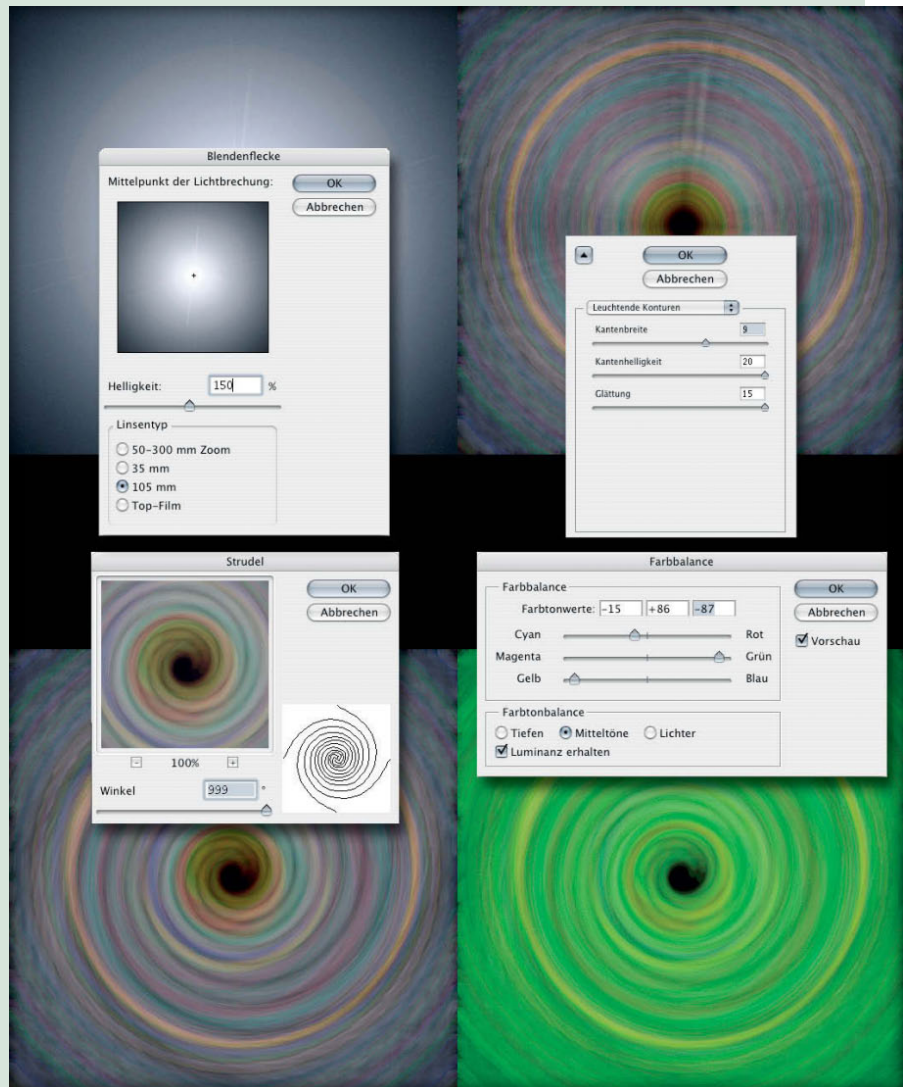 Blendenflecke
Mittelpunkt der Lichtbrechung:
OK
Abbrechen
Helligkeit:
150
%
Linsentyp
50-300 mm Zoom
35 mm
105 mm
Top-Film
OK
Abbrechen
Leuchtende Konturen
Kantenbreite
9
Kantenhelligkeit
20
Glättung
15
Strudel
OK
Abbrechen
100%
Winkel
999
°
Farbbalance
Farbbalance
Farbtonwerte: -15 +86 -87
Cyan Rot
Magenta Grün
Gelb Blau
OK
Abbrechen
Vorschau
Farbtonbalance
Tiefen Mitteltöne Lichter
Luminanz erhalten